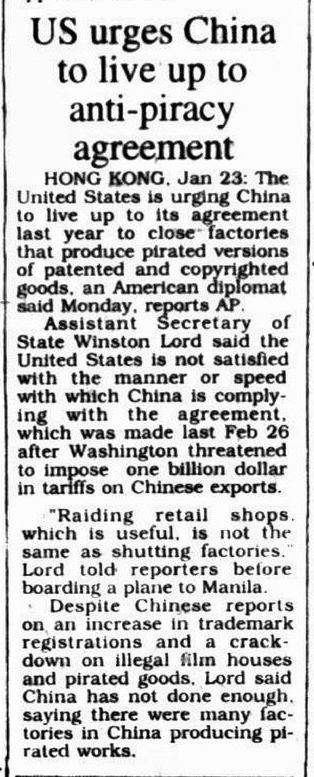 US urges China
to live up to
anti-piracy
agreement
HONG KONG, Jan 23: The
United States is urging China
to live up to its agreement
last year to close factories
that produce pirated versions
of patented and copyrighted
goods, an American diplomat
said Monday, reports AP.
Assistant Secretary of
State Winston Lord said the
United States is not satisfied
with the manner or speed
with which China is comply-
ing with the agreement,
which was made last Feb 26
after Washington threatened
to impose one billion dollar
in tariffs on Chinese exports.
"Raiding retail shops,
which is useful, is not the
same as shutting factories."
Lord told reporters before
boarding a plane to Manila.
Despite Chinese reports
on an increase in trademark
registrations and a crack-
down on illegal film houses
and pirated goods, Lord said
China has not done enough,
saying there were many fac-
tories in China producing pi-
rated works.